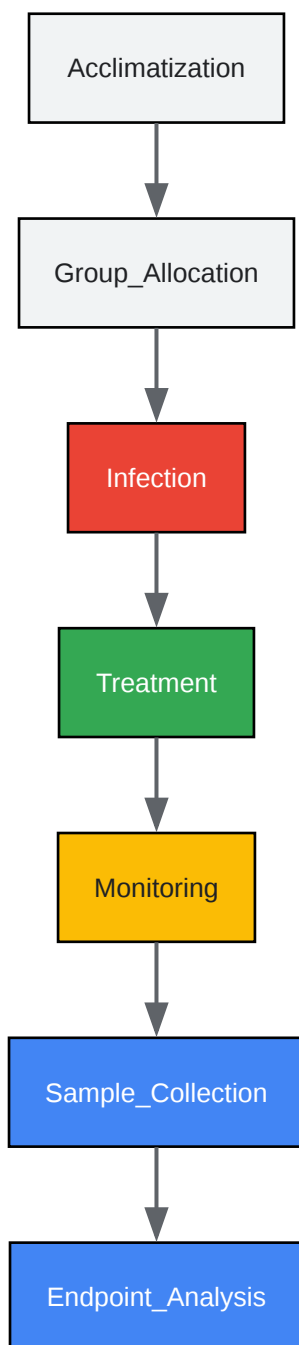 Acclimatization
Group_Allocation
Infection
Treatment
Monitoring
Sample_Collection
Endpoint_Analysis